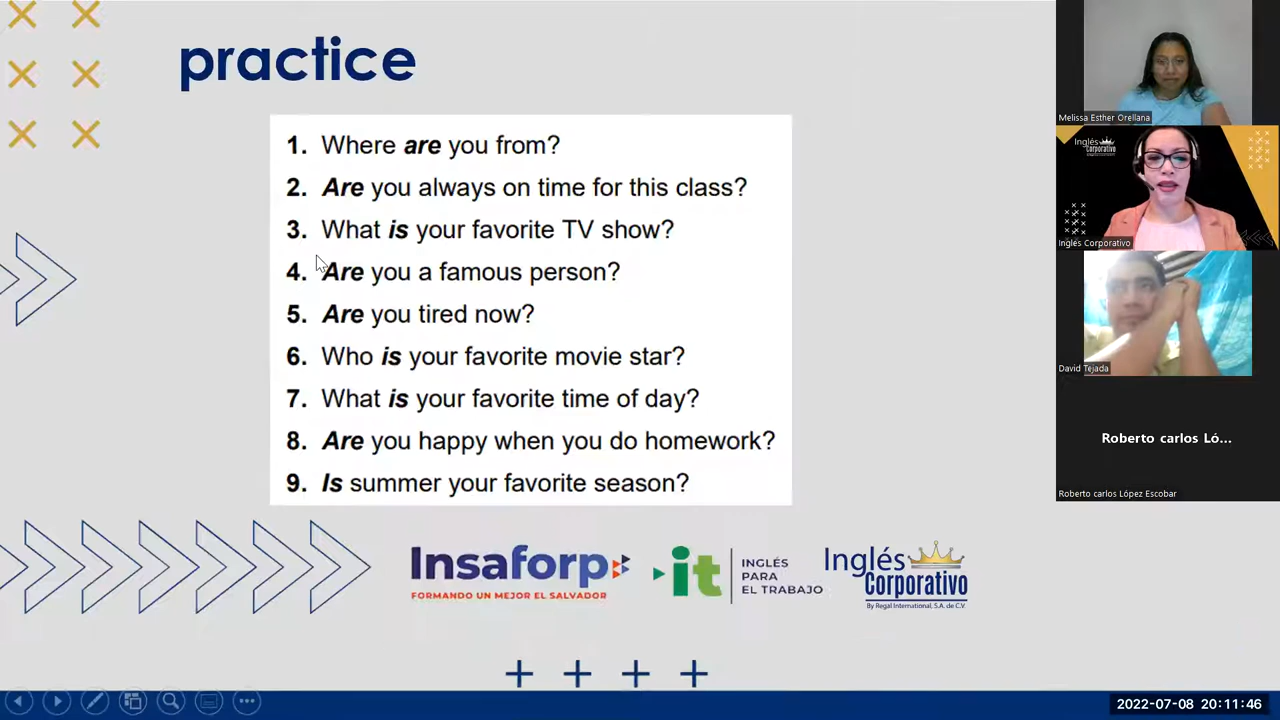 practice
1. Where are you from?
2. Are you always on time for this class?
3. What is your favorite TV show?
4. Are you a famous person?
5. Are you tired now?
6. Who is your favorite movie star?
7. What is your favorite time of day?
8. Are you happy when you do homework?
9. Is summer your favorite season?
Insaforp
FORMANDO UN MEJOR EL SALVADOR
it
INGLÉS
PARA
EL TRABAJO
Inglés
Corporativo
By Regal International, S.A. de C.V.
Melissa Esther Orellana
Inglés
Corporativo
Inglés Corporativo
David Tejada
Roberto carlos Ló...
Roberto carlos López Escobar
2022-07-08 20:11:46